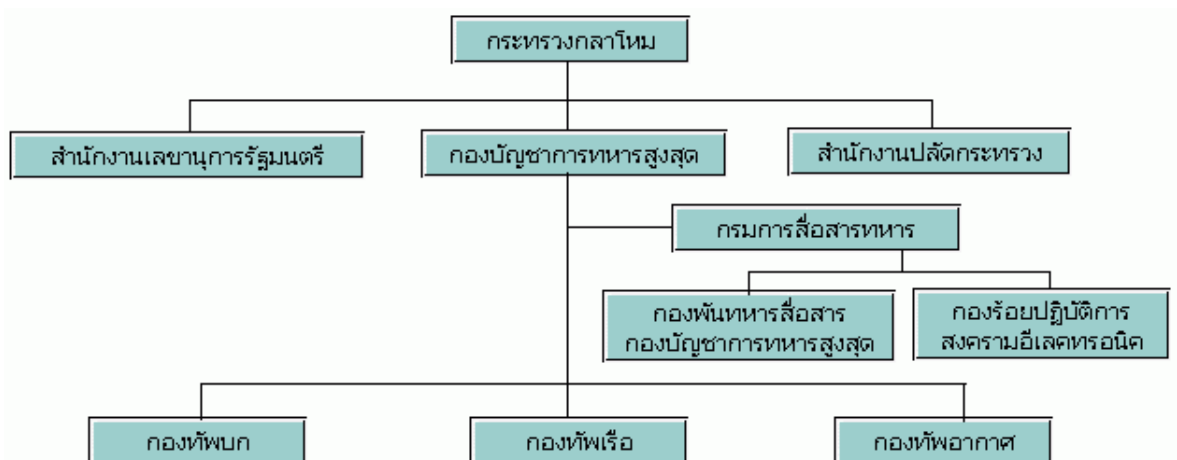 กระทรวงกลาโหม
สำนักงานเลขานุการรัฐมนตรี
กองบัญชาการทหารสูงสุด
สำนักงานปลัดกระทรวง
กรมการสื่อสารทหาร
กองพันทหารสื่อสาร
กองบัญชาการทหารสูงสุด
กองร้อยปฏิบัติการ
สงครามอีเลคทรอนิค
กองทัพบก
กองทัพเรือ
กองทัพอากาศ